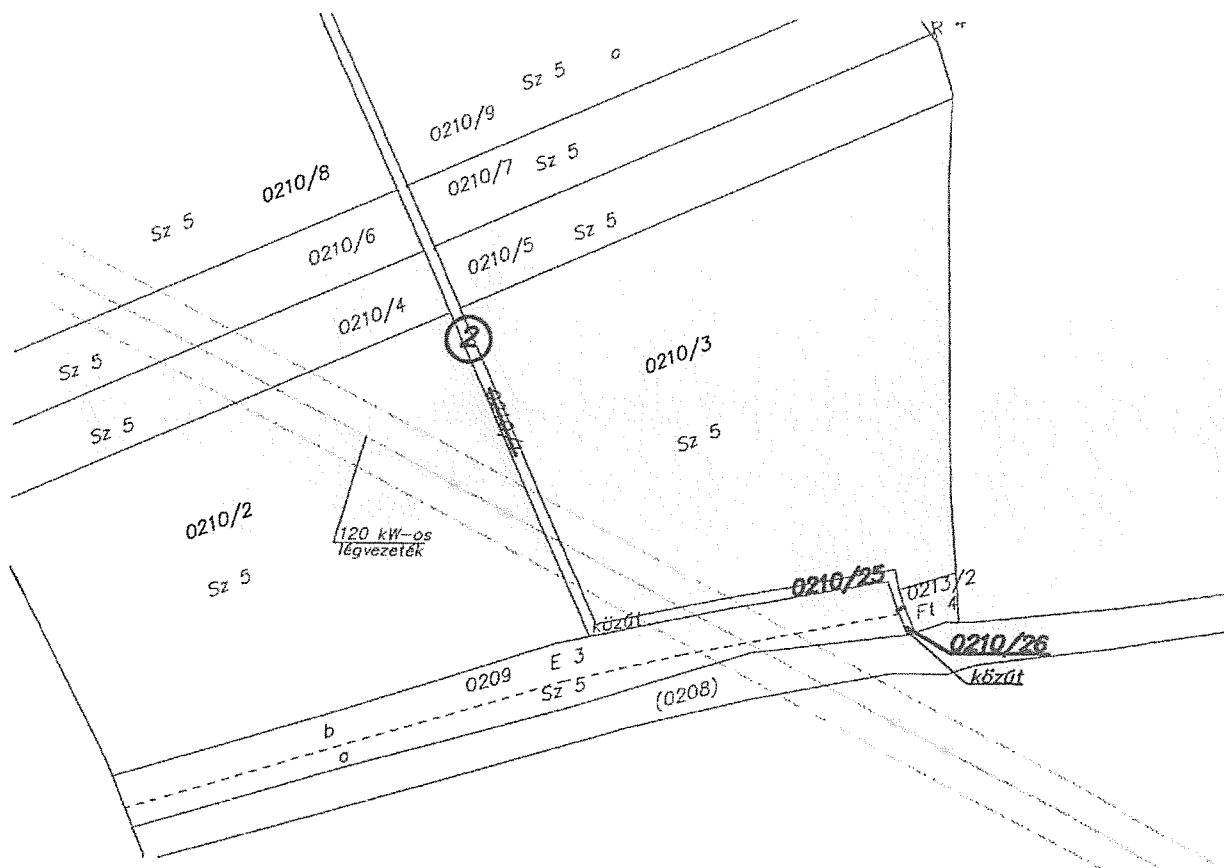 R 4
Sz 5 a
0210/9
0210/7 Sz 5
0210/8
Sz 5
0210/6
0210/5 Sz 5
0210/4
2
Sz 5
0210/3
Sz 5
Sz 5
0210/2
120 kW-os
légvezeték
Sz 5
0210/25
0213/2
Ft 4
közút
0210/26
E 3
0209
Sz 5
közút
(0208)
b
a